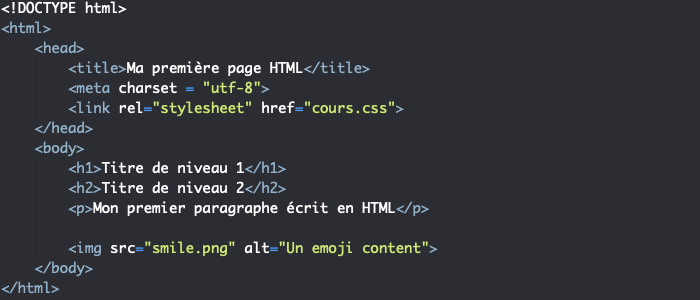 <!DOCTYPE html>
<html>
    <head>
        <title>Ma première page HTML</title>
        <meta charset = "utf-8">
        <link rel="stylesheet" href="cours.css">
    </head>
    <body>
        <h1>Titre de niveau 1</h1>
        <h2>Titre de niveau 2</h2>
        <p>Mon premier paragraphe écrit en HTML</p>

        <img src="smile.png" alt="Un emoji content">
    </body>
</html>